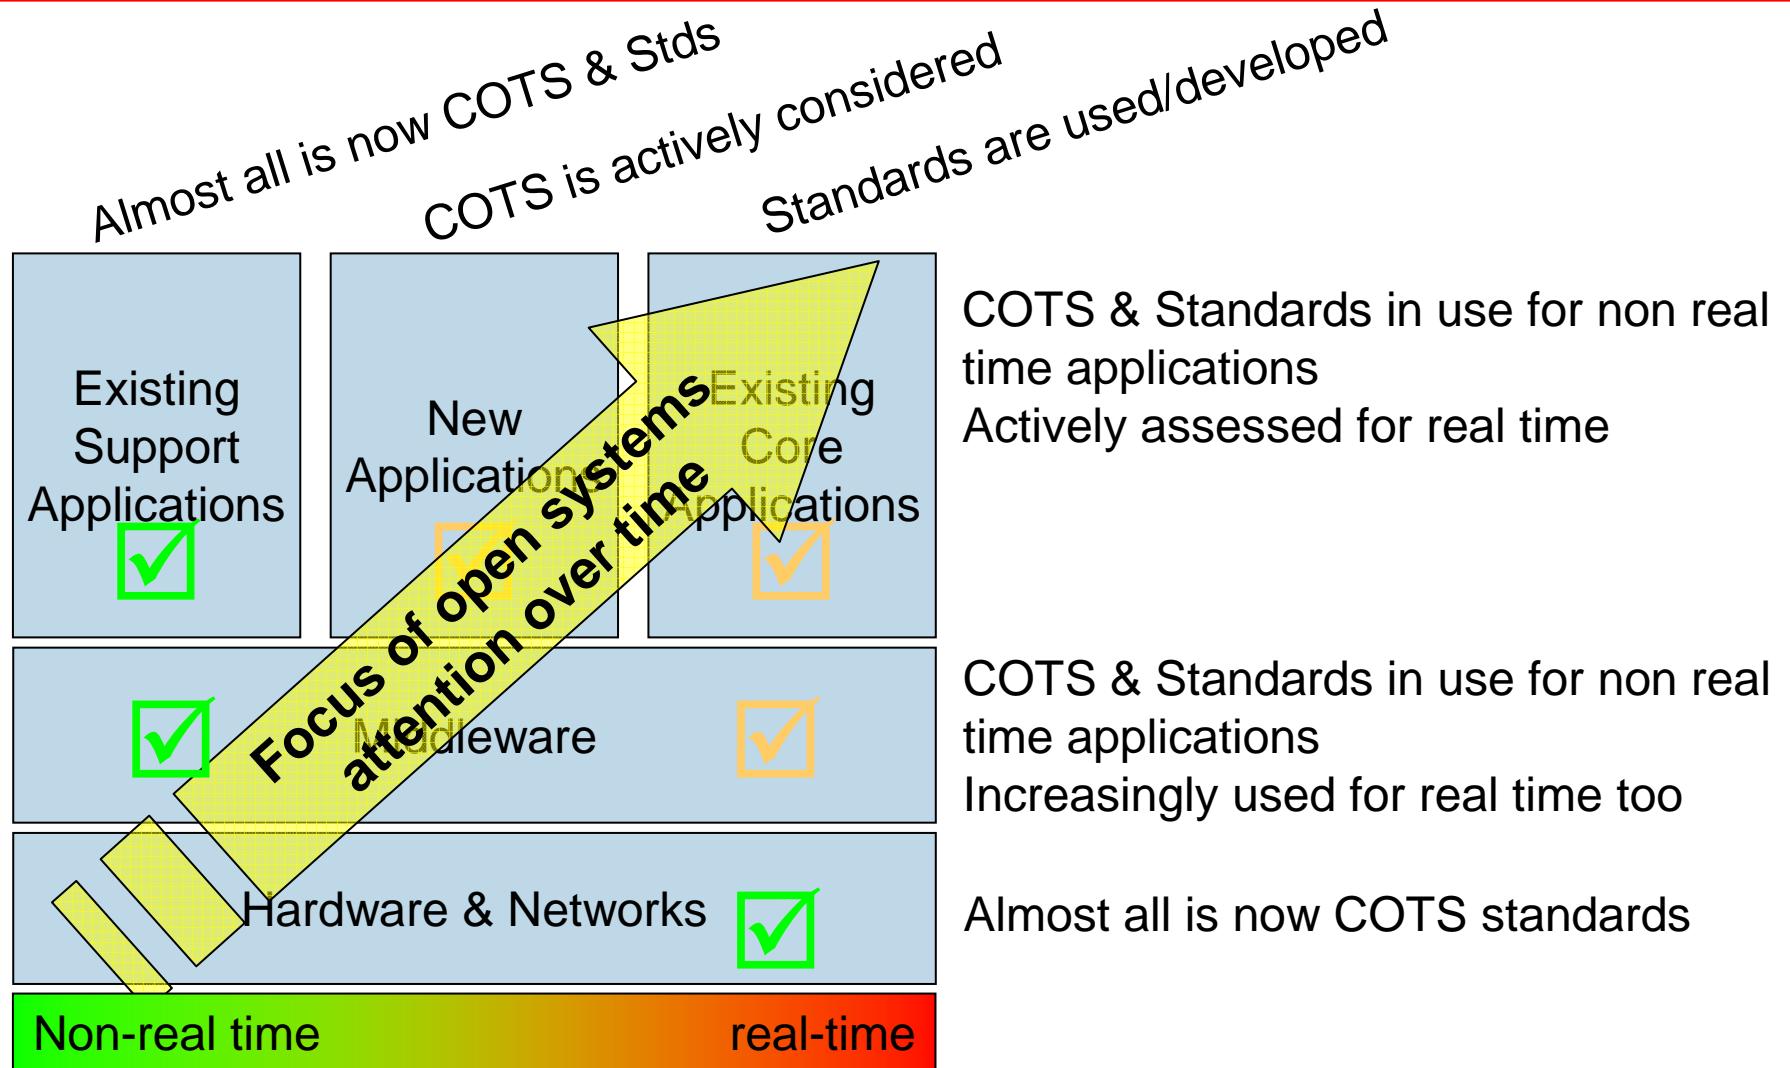 Almost all is now COTS & Stds
COTS is actively considered
Standards are used/developed
Existing
Support
Applications
New
Applications
Existing
Core
Applications
COTS & Standards in use for non real
time applications
Actively assessed for real time
Focus of open systems
attention over time
Middleware
COTS & Standards in use for non real
time applications
Increasingly used for real time too
Hardware & Networks
Almost all is now COTS standards
Non-real time
real-time